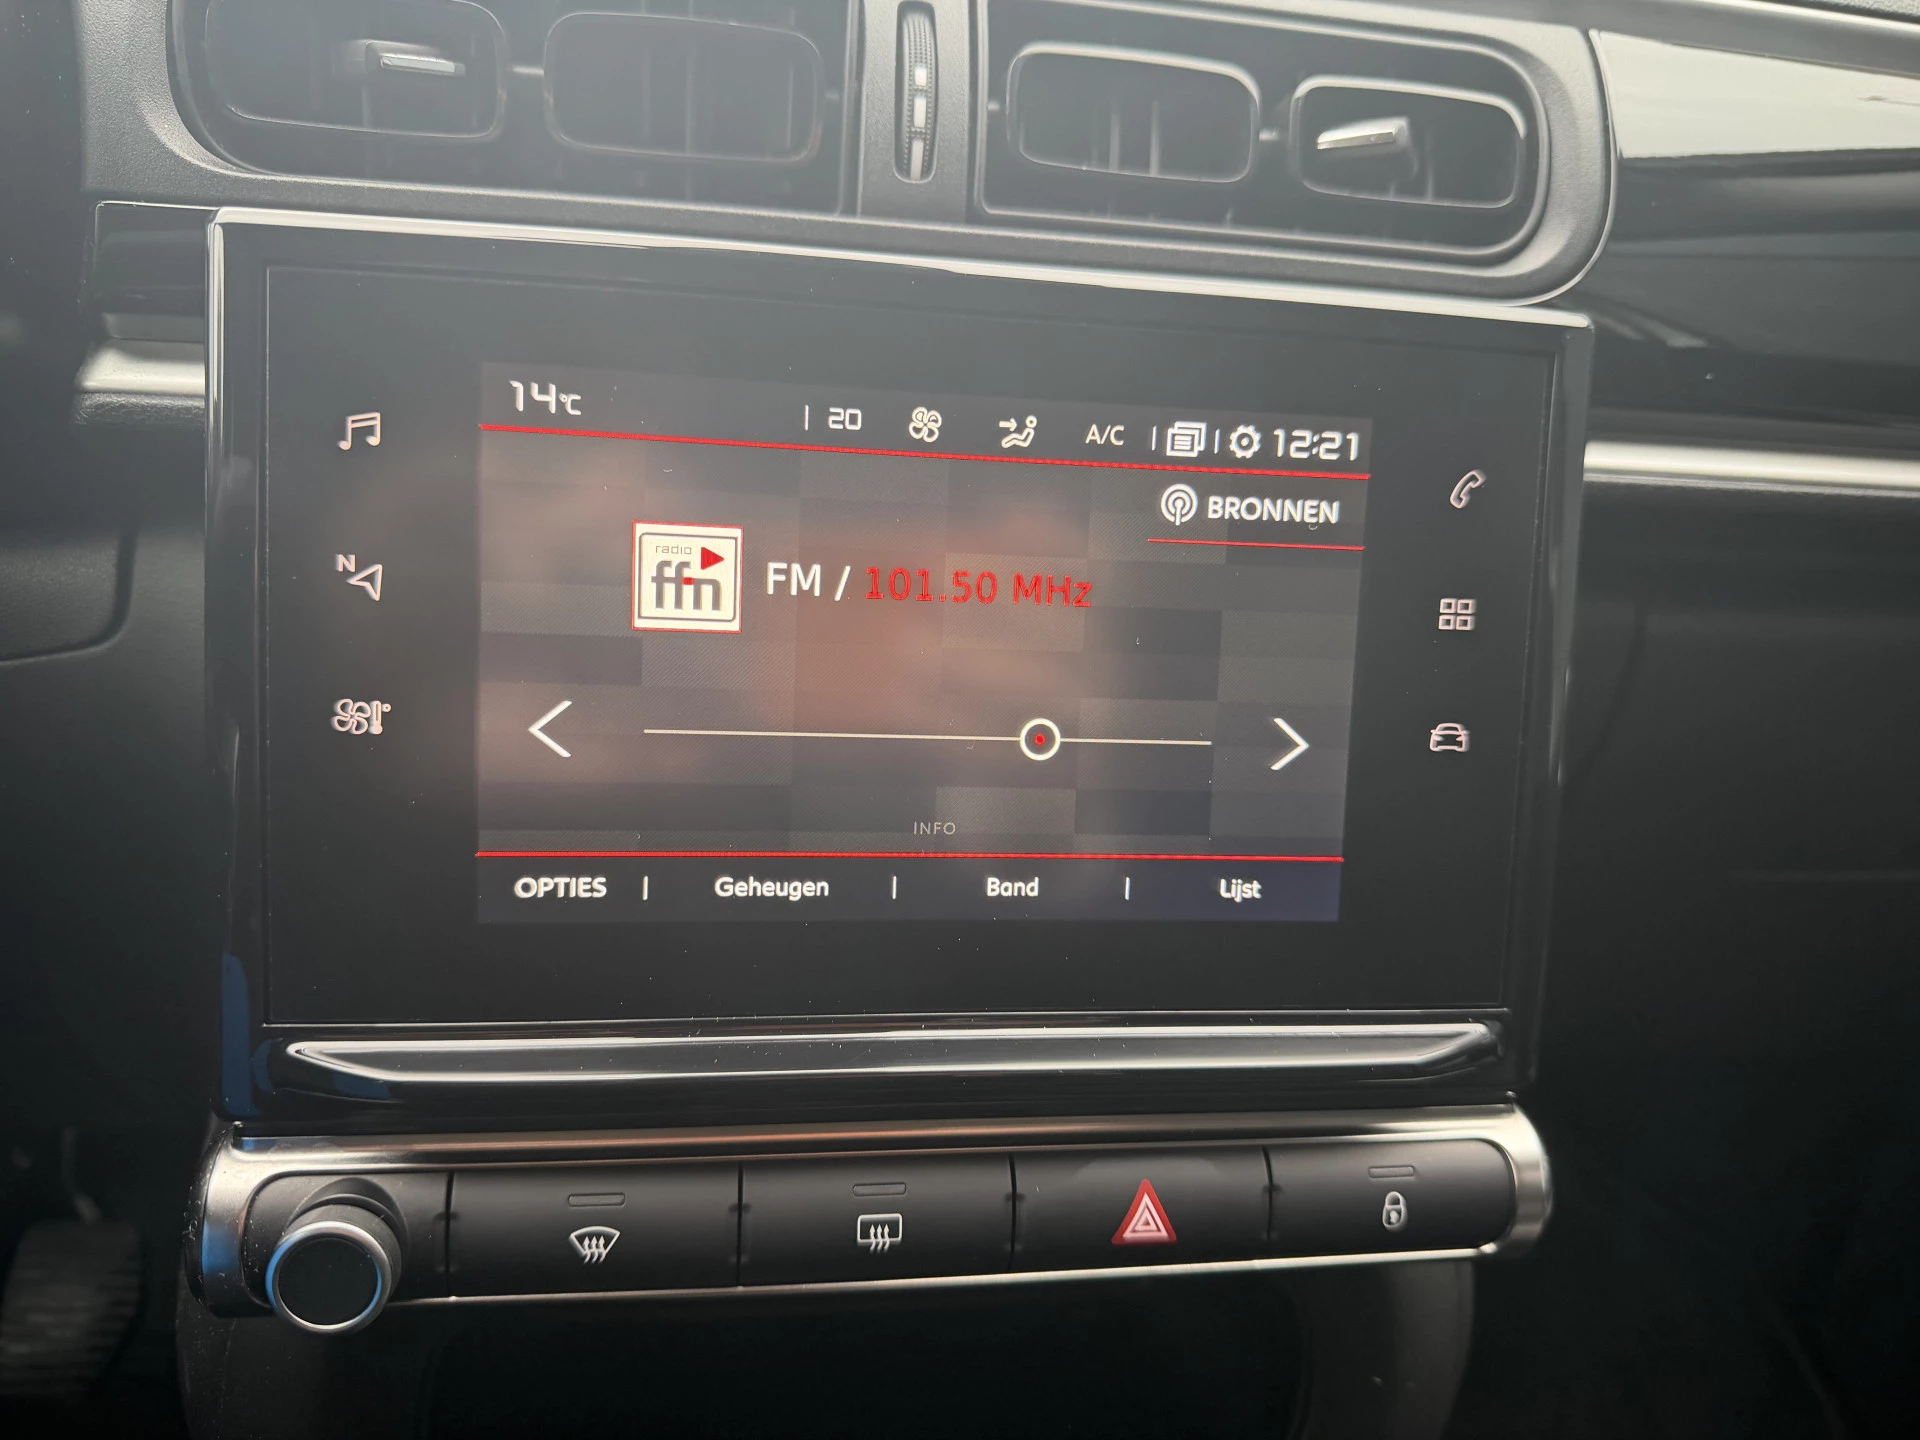 14°C | 20 A/C | | 12:21
BRONNEN
radio
ffn
FM / 101.50 MHz
N
INFO
OPTIES | Geheugen | Band | Lijst